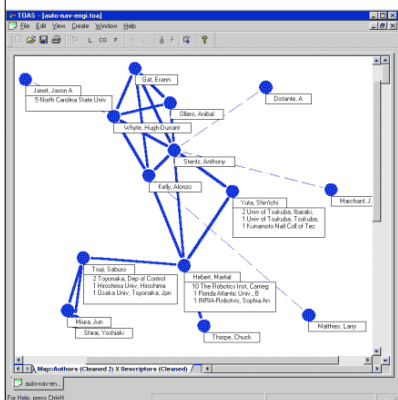 TOAS - [auto-nav-engi.toa]
File Edit View Create Window Help
L CO
Gat, Erann
Janet, Jason A
5 North Carolina State Univ
Distante, A
Ollero, Anibal
Whyte, Hugh-Durrant
Stentz, Anthony
Kelly, Alonzo
Marchant, J.
Yuta, Shin'ichi
2 Univ of Tsukuba, Ibaraki,
1 Univ of Tsukuba, Tsukuba,
1 Kumamoto Natl Coll of Tec
Tsuji, Saburo
2 Toyonaka, Dep of Control
1 Hiroshima Univ, Hiroshima
1 Osaka Univ, Toyonaka, Jpn
Hebert, Martial
10 The Robotics Inst, Carneg
1 Florida Atlantic Univ., B
1 INRIA-Robotvis, Sophia An
Miura, Jun
Shirai, Yoshiaki
Thorpe, Chuck
Matthies, Larry
Map:Authors (Cleaned 2) X Descriptors (Cleaned)
auto-nav-en...
For Help, press Ctrl+H